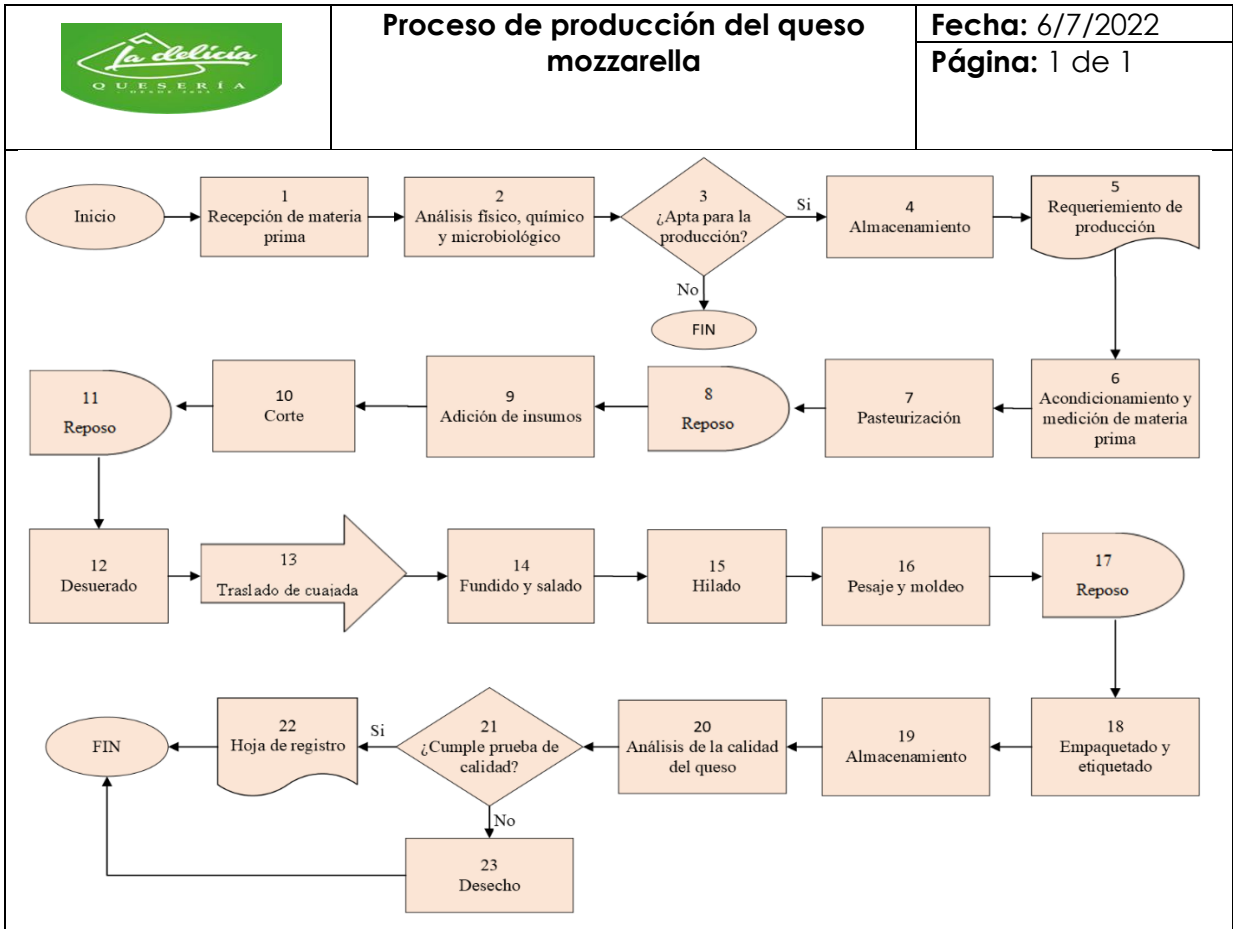 La delicia
QUESERÍA
Proceso de producción del queso
mozzarella
Fecha: 6/7/2022
Página: 1 de 1
Inicio
1
Recepción de materia
prima
2
Análisis físico, químico
y microbiológico
3
¿Apta para la
producción?
Si
4
Almacenamiento
5
Requeriemiento de
producción
No
FIN
11
Reposo
10
Corte
9
Adición de insumos
8
Reposo
7
Pasteurización
6
Acondicionamiento y
medición de materia
prima
12
Desuerado
13
Traslado de cuajada
14
Fundido y salado
15
Hilado
16
Pesaje y moldeo
17
Reposo
FIN
22
Hoja de registro
Si
21
¿Cumple prueba de
calidad?
20
Análisis de la calidad
del queso
19
Almacenamiento
18
Empaquetado y
etiquetado
No
23
Desecho